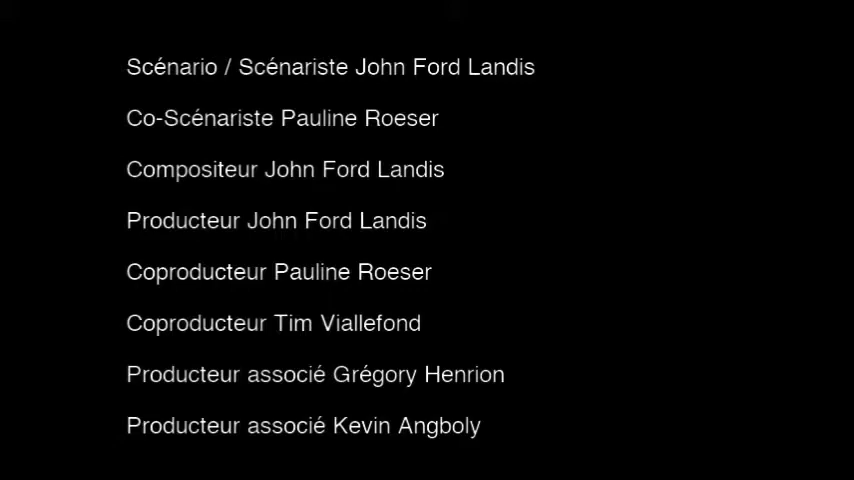 Scénario / Scénariste John Ford Landis
Co-Scénariste Pauline Roeser
Compositeur John Ford Landis
Producteur John Ford Landis
Coproducteur Pauline Roeser
Coproducteur Tim Viallefond
Producteur associé Grégory Henrion
Producteur associé Kevin Angboly